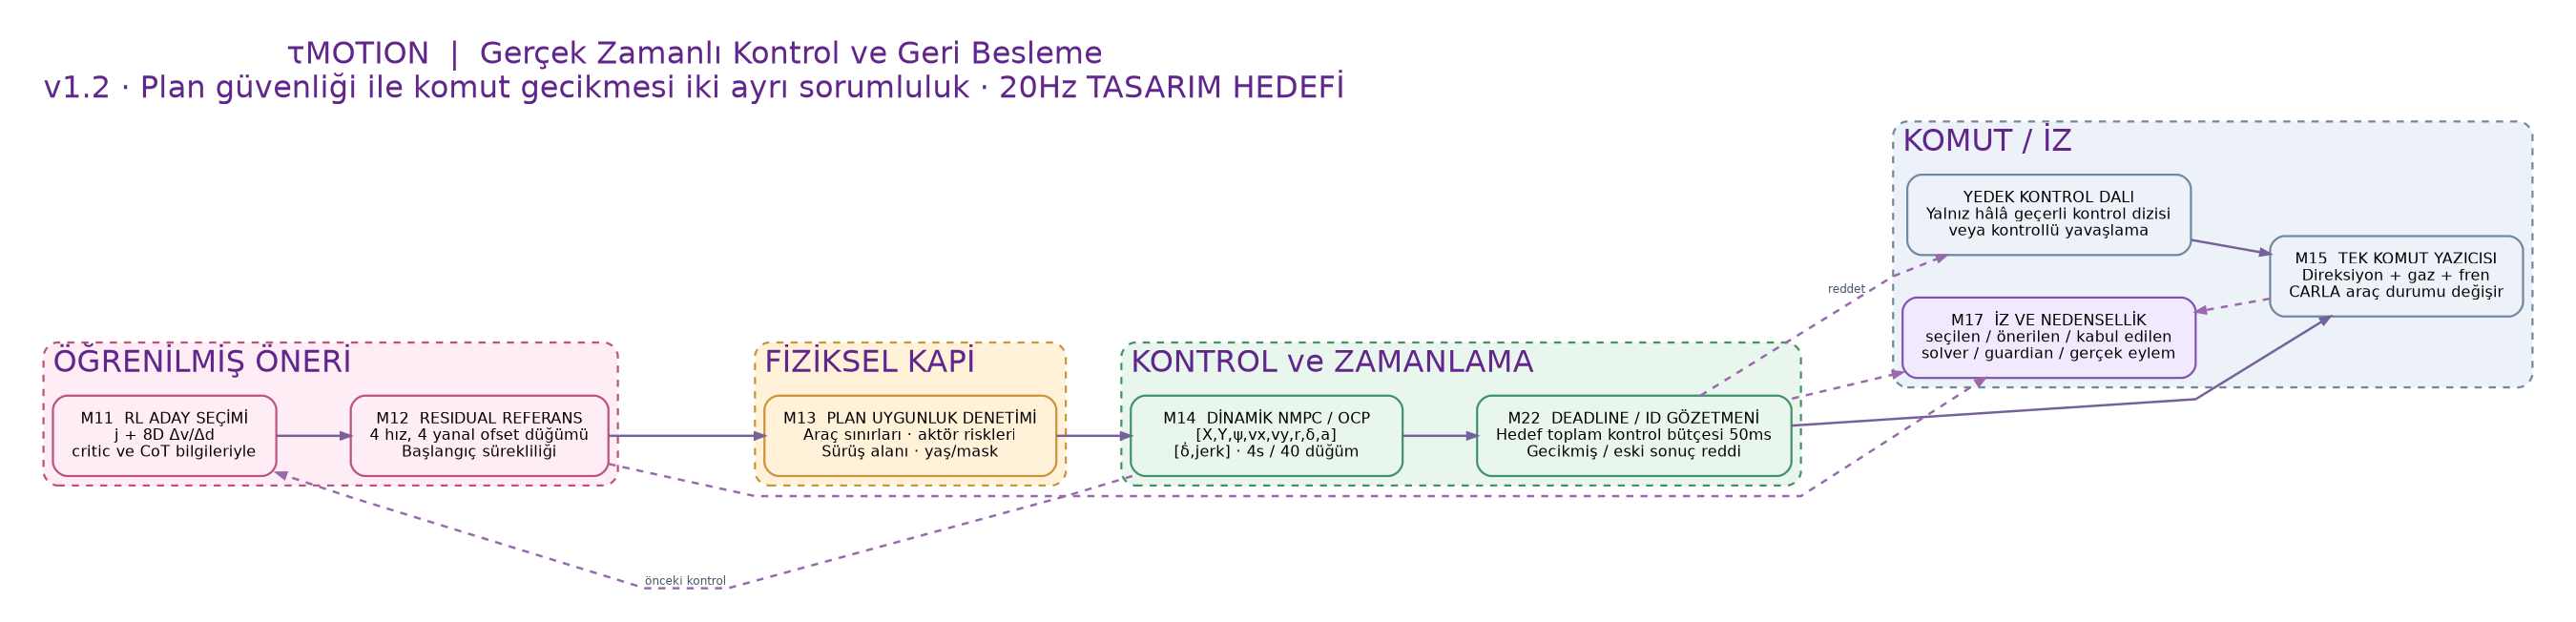 τMOTION | Gerçek Zamanlı Kontrol ve Geri Besleme
v1.2 · Plan güvenliği ile komut gecikmesi iki ayrı sorumluluk · 20Hz TASARIM HEDEFİ
ÖĞRENİLMİŞ ÖNERİ
M11 RL ADAY SEÇİMİ
j + 8D Δv/Δd
critic ve CoT bilgileriyle
M12 RESIDUAL REFERANS
4 hız, 4 yanal ofset düğümü
Başlangıç sürekliliği
FİZİKSEL KAPİ
M13 PLAN UYGUNLUK DENETİMİ
Araç sınırları · aktör riskleri
Sürüş alanı · yaş/mask
KONTROL ve ZAMANLAMA
M14 DİNAMİK NMPC / OCP
[X,Y,ψ,vx,vy,r,δ,a]
[δ̇,jerk] · 4s / 40 düğüm
M22 DEADLINE / ID GÖZETMENİ
Hedef toplam kontrol bütçesi 50ms
Gecikmiş / eski sonuç reddi
KOMUT / İZ
YEDEK KONTROL DALI
Yalnız hâlâ geçerli kontrol dizisi
veya kontrollü yavaşlama
M15 TEK KOMUT YAZICISI
Direksiyon + gaz + fren
CARLA araç durumu değişir
M17 İZ VE NEDENSELLİK
seçilen / önerilen / kabul edilen
solver / guardian / gerçek eylem
reddet
önceki kontrol